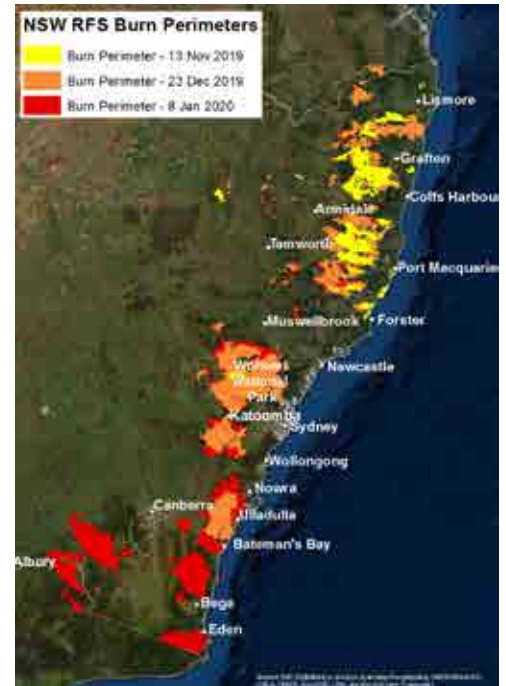 NSW RFS Burn Perimeters
Burn Perimeter - 13 Nov 2019
Burn Perimeter - 23 Dec 2019
Burn Perimeter - 8 Jan 2020
Lismore
Grafton
Coffs Harbour
Armidale
Tamworth
Port Macquarie
Muswellbrook
Forster
Wollemi
National
Park
Newcastle
Katoomba
Sydney
Wollongong
Nowra
Canberra
Ulladulla
Bateman's Bay
Albury
Bega
Eden